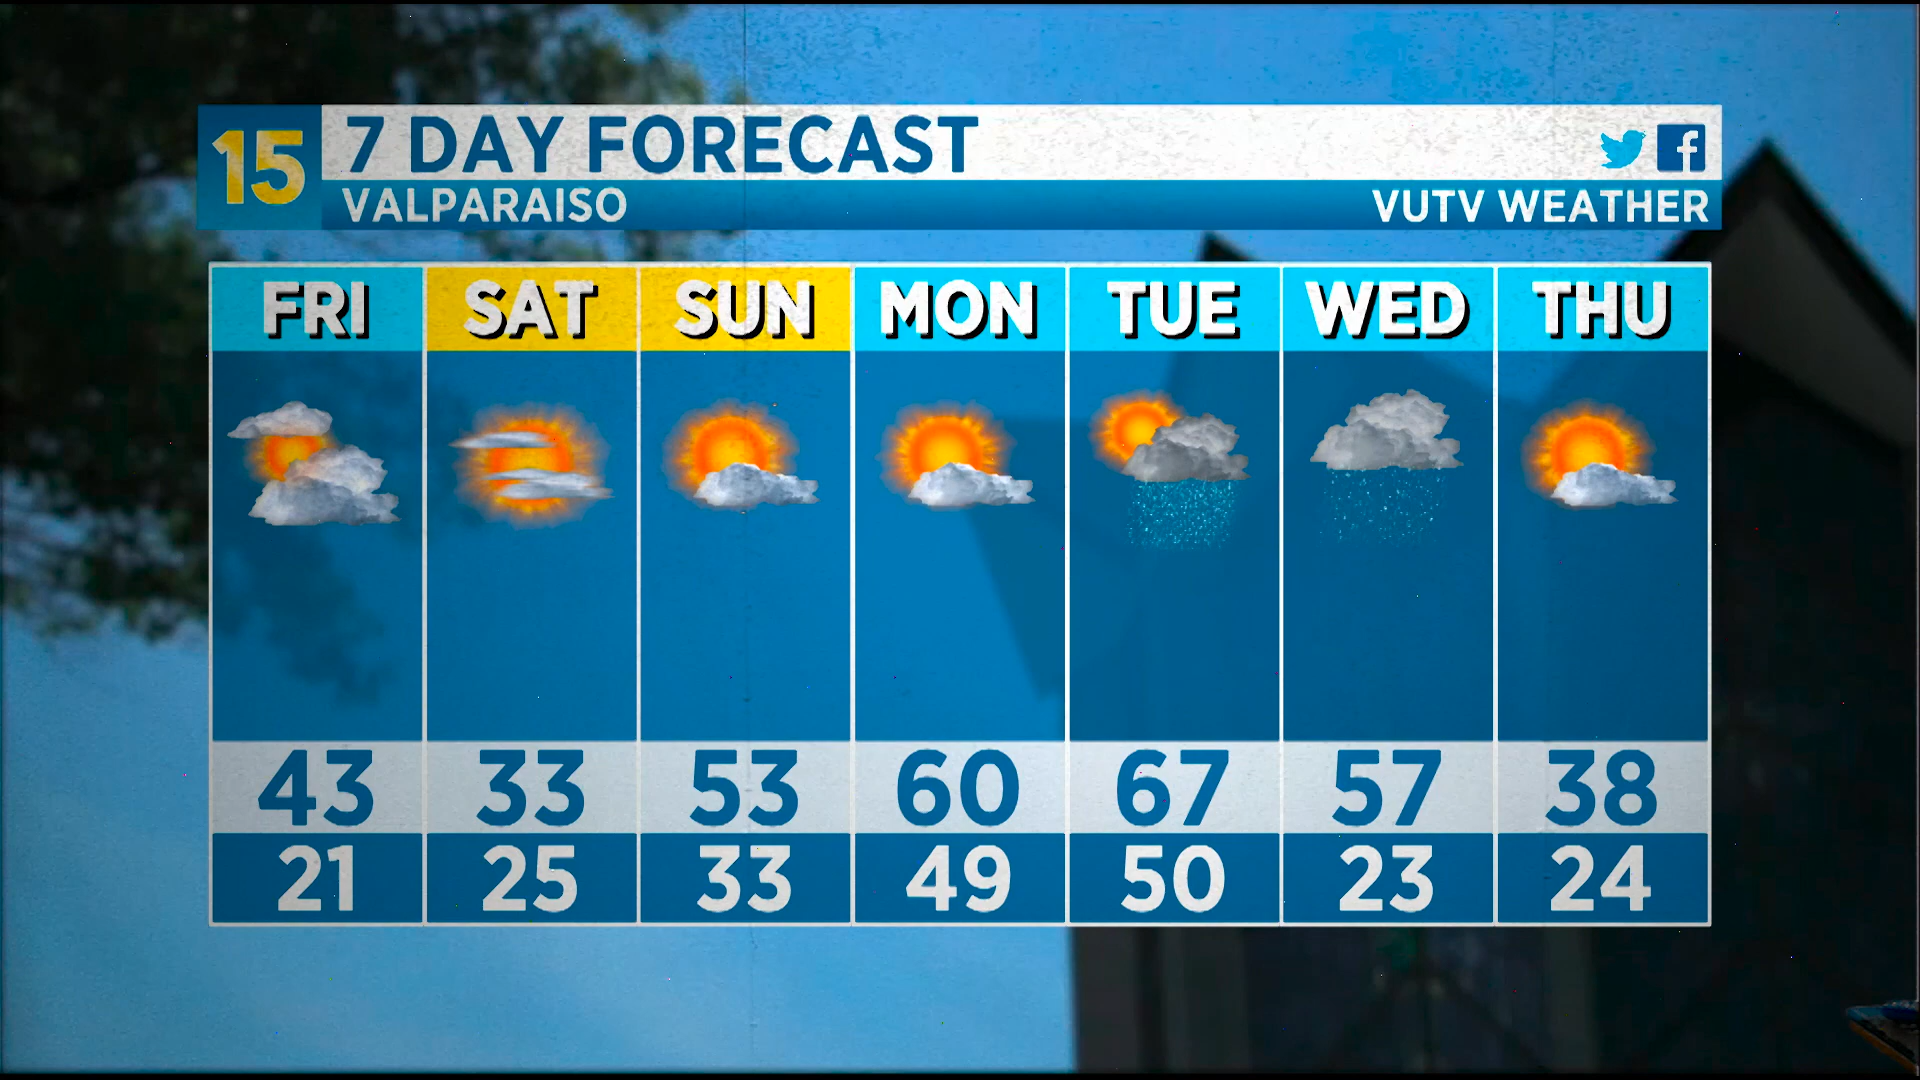 15
7 DAY FORECAST
VALPARAISO
VUTV WEATHER
FRI SAT SUN MON TUE WED THU
43 33 53 60 67 57 38
21 25 33 49 50 23 24